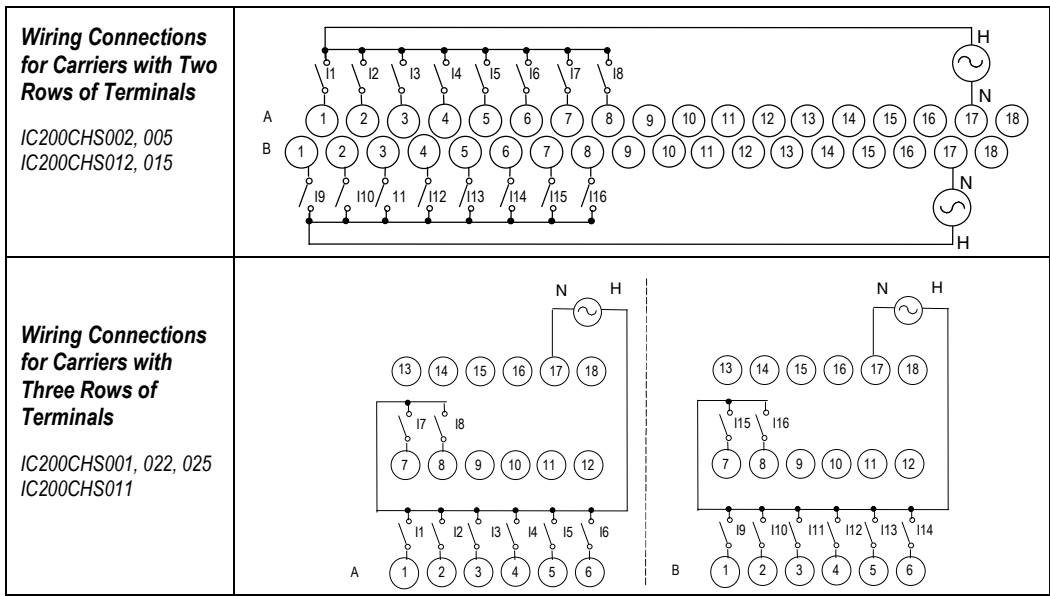 Wiring Connections
for Carriers with Two
Rows of Terminals
IC200CHS002, 005
IC200CHS012, 015
H
I1 I2 I3 I4 I5 I6 I7 I8
N
A 1 2 3 4 5 6 7 8 9 10 11 12 13 14 15 16 17 18
B 1 2 3 4 5 6 7 8 9 10 11 12 13 14 15 16 17 18
N
I9 I10 11 I12 I13 I14 I15 I16
H
Wiring Connections
for Carriers with
Three Rows of
Terminals
IC200CHS001, 022, 025
IC200CHS011
N H
13 14 15 16 17 18
I7 I8
7 8 9 10 11 12
I1 I2 I3 I4 I5 I6
A 1 2 3 4 5 6
N H
13 14 15 16 17 18
I15 I16
7 8 9 10 11 12
I9 I10 I11 I12 I13 I14
B 1 2 3 4 5 6